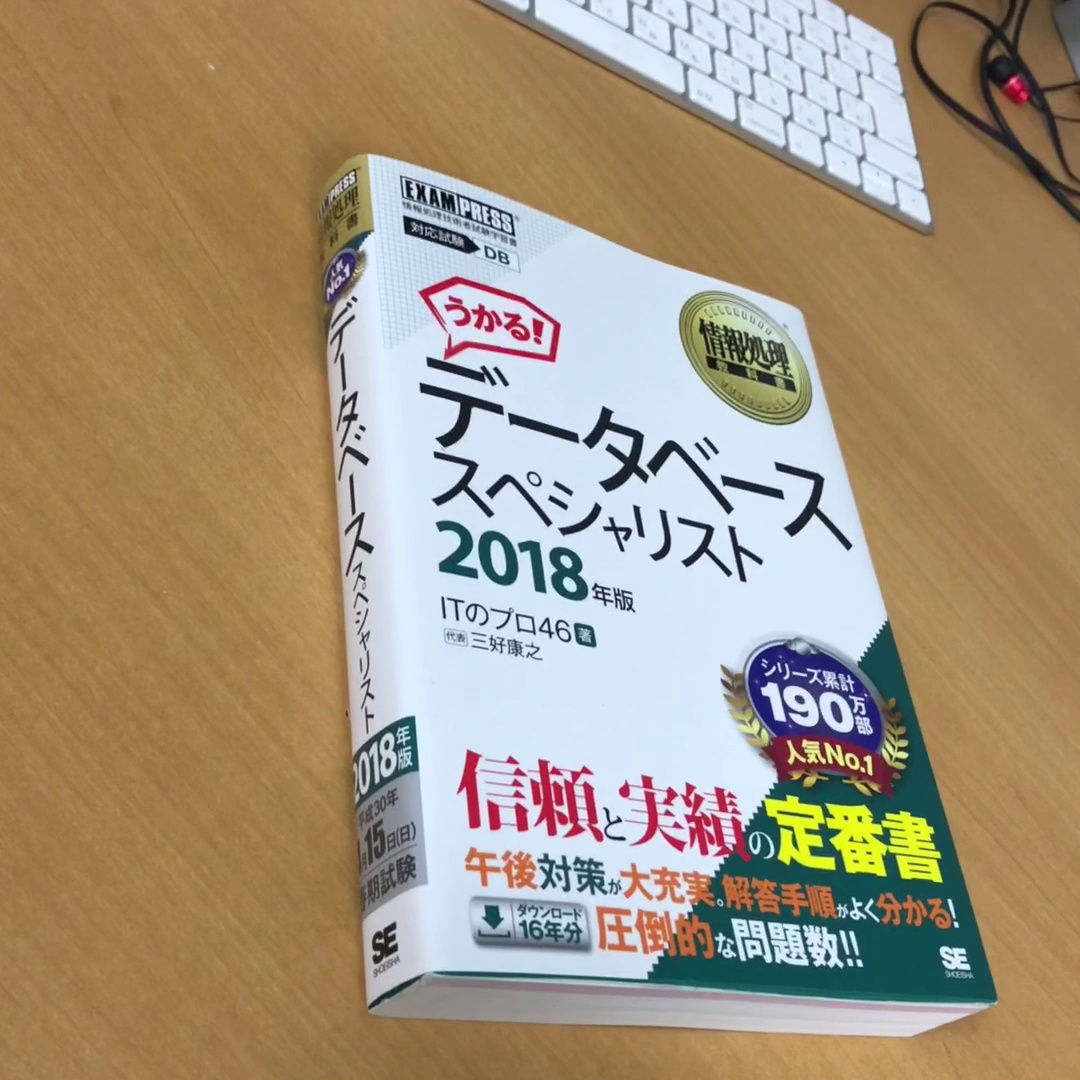 EXAMPRESS®
情報処理技術者試験学習書
対応試験 DB
うかる!
情報処理
教科書
データベース
スペシャリスト
2018年版
ITのプロ46 著
代表 三好康之
シリーズ累計
190万部
人気No.1
信頼と実績の定番書
午後対策が大充実。解答手順がよく分かる!
ダウンロード
16年分
圧倒的な問題数!!
SE
SHOEISHA
人気
No.1
データベーススペシャリスト
2018年版
平成30年
15日(日)
期試験
SE
SHOEISHA